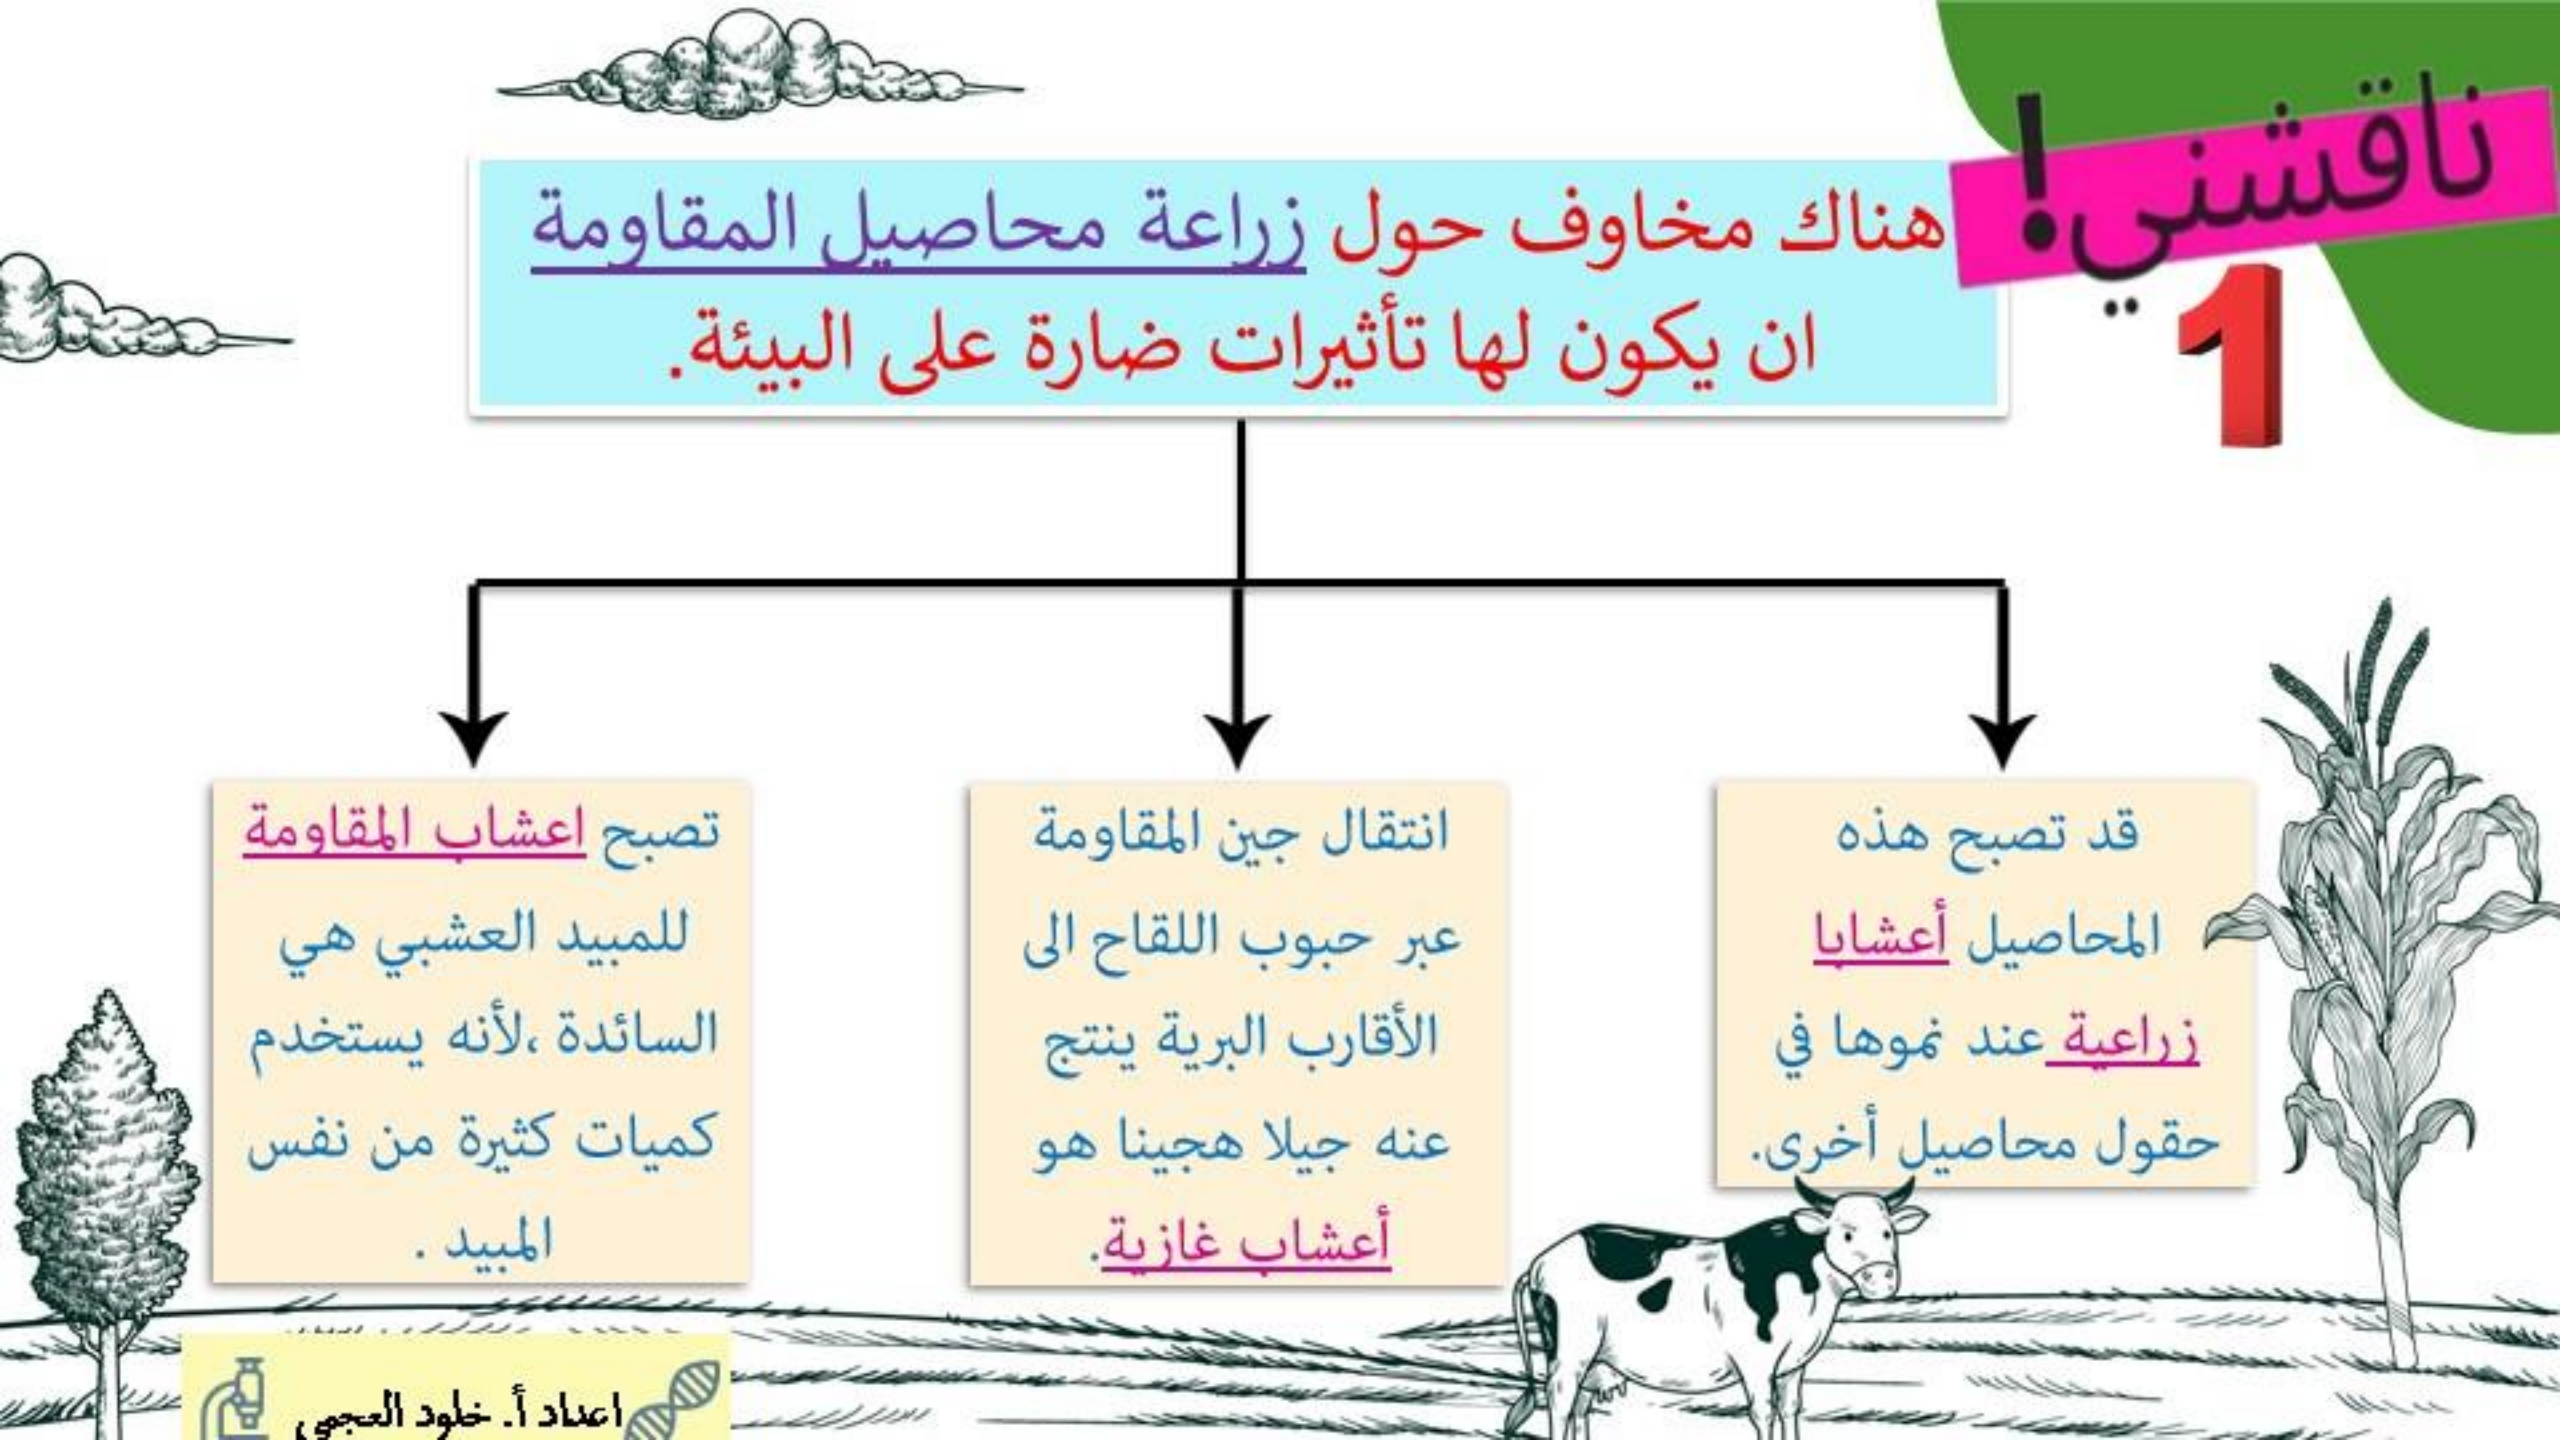 ناقشني!
1
هناك مخاوف حول زراعة محاصيل المقاومة
ان يكون لها تأثيرات ضارة على البيئة.
قد تصبح هذه
المحاصيل أعشابا
زراعية عند نموها في
حقول محاصيل أخرى.
انتقال جين المقاومة
عبر حبوب اللقاح الى
الأقارب البرية ينتج
عنه جيلا هجينا هو
أعشاب غازية.
تصبح اعشاب المقاومة
للمبيد العشبي هي
السائدة ،لأنه يستخدم
كميات كثيرة من نفس
المبيد .
اعداد أ. خلود العجمي